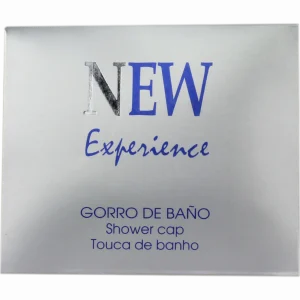 NEW
Experience
GORRO DE BAÑO
Shower cap
Touca de banho